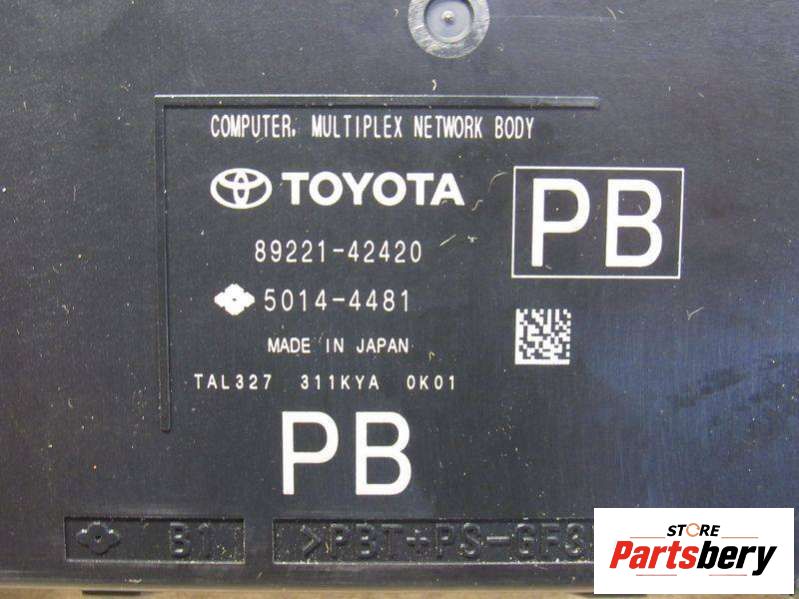 COMPUTER, MULTIPLEX NETWORK BODY
TOYOTA
PB
89221-42420
5014-4481
MADE IN JAPAN
TAL327 311KYA 0K01
PB
B1 >PBT+PS-GF3
STORE
Partsbery